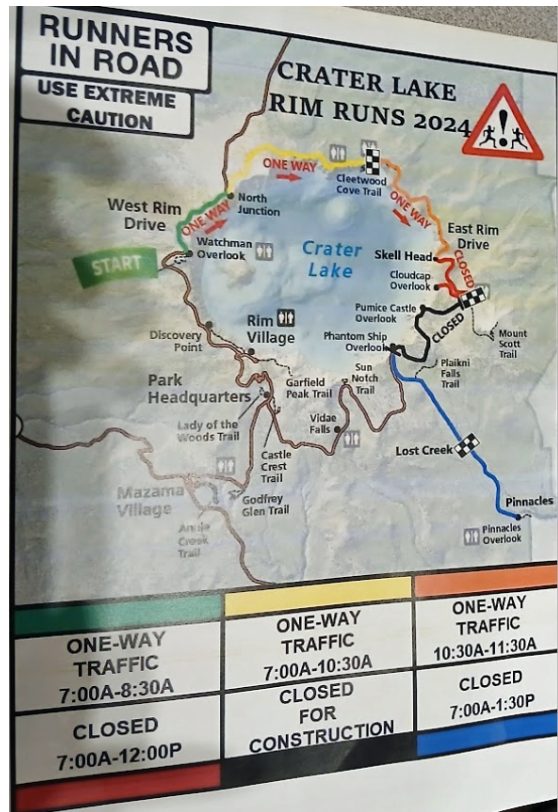 RUNNERS
IN ROAD
USE EXTREME
CAUTION
CRATER LAKE
RIM RUNS 2024
ONE WAY
Cleetwood
Cove Trail
ONE WAY
North
Junction
ONE WAY
West Rim
Drive
East Rim
Drive
Watchman
Overlook
START
Crater
Lake
Skell Head
CLOSED
Cloudcap
Overlook
Pumice Castle
Overlook
CLOSED
Mount
Scott
Trail
Discovery
Point
Rim
Village
Phantom Ship
Overlook
Plaikni
Falls
Trail
Sun
Notch
Trail
Garfield
Peak Trail
Park
Headquarters
Lady of the
Woods Trail
Vidae
Falls
Castle
Crest
Trail
Lost Creek
Mazama
Village
Godfrey
Glen Trail
Annie
Creek
Trail
Pinnacles
Pinnacles
Overlook
ONE-WAY
TRAFFIC
7:00A-8:30A
ONE-WAY
TRAFFIC
7:00A-10:30A
ONE-WAY
TRAFFIC
10:30A-11:30A
CLOSED
7:00A-12:00P
CLOSED
FOR
CONSTRUCTION
CLOSED
7:00A-1:30P